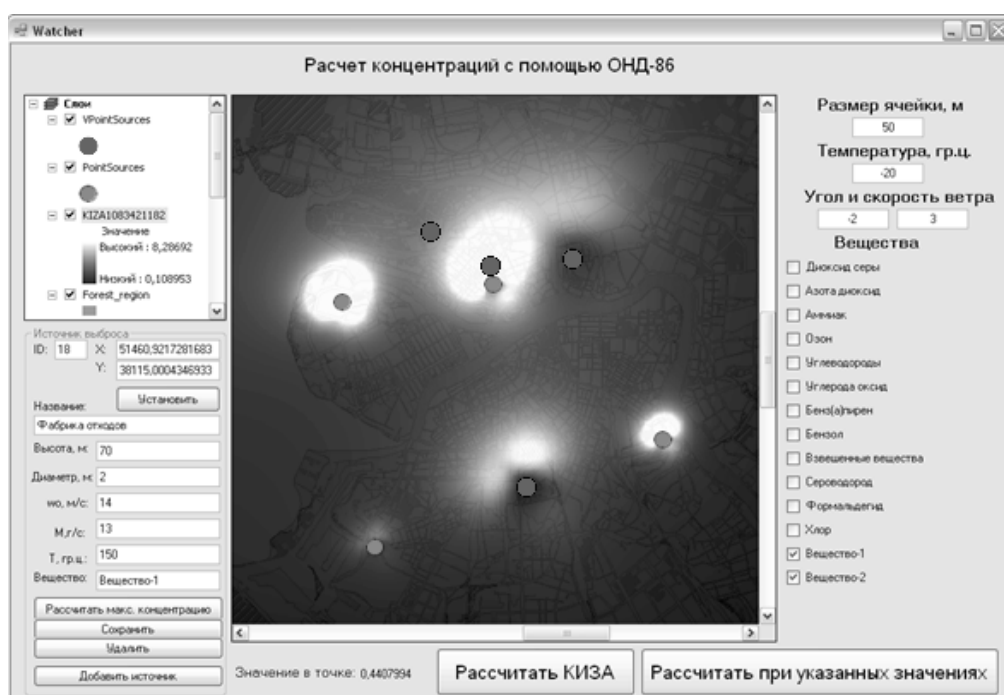 Watcher
Расчет концентраций с помощью ОНД-86
Слои
VPointSources
PointSources
KIZA1083421182
Значение
Высокий : 8,28692
Низкий : 0,108953
Forest_region
Источник выброса
ID: 18 X: 51460,9217281683
Y: 38115,0004346933
Установить
Название:
Фабрика отходов
Высота, м: 70
Диаметр, м: 2
wo, м/с: 14
M,г/с: 13
T, гр.ц.: 150
Вещество: Вещество-1
Рассчитать макс. концентрацию
Сохранить
Удалить
Добавить источник
Значение в точке: 0,4407994
Рассчитать КИЗА
Рассчитать при указанных значениях
Размер ячейки, м
50
Температура, гр.ц.
-20
Угол и скорость ветра
-2 3
Вещества
Диоксид серы
Азота диоксид
Аммиак
Озон
Углеводороды
Углерода оксид
Бенз(а)пирен
Бензол
Взвешенные вещества
Сероводород
Формальдегид
Хлор
Вещество-1
Вещество-2